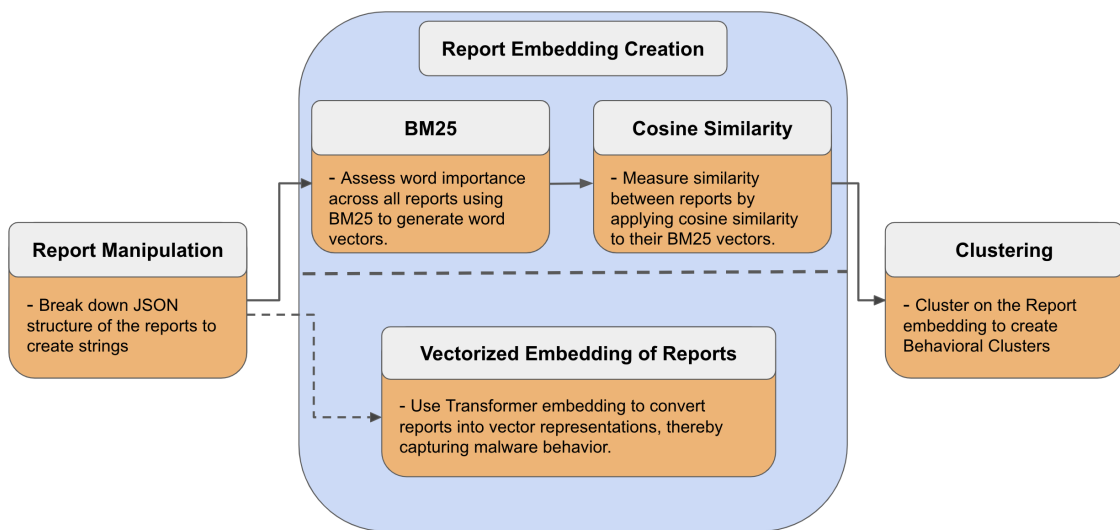 Report Embedding Creation
BM25
- Assess word importance
across all reports using
BM25 to generate word
vectors.
Cosine Similarity
- Measure similarity
between reports by
applying cosine similarity
to their BM25 vectors.
Report Manipulation
- Break down JSON
structure of the reports to
create strings
Clustering
- Cluster on the Report
embedding to create
Behavioral Clusters
Vectorized Embedding of Reports
- Use Transformer embedding to convert
reports into vector representations, thereby
capturing malware behavior.